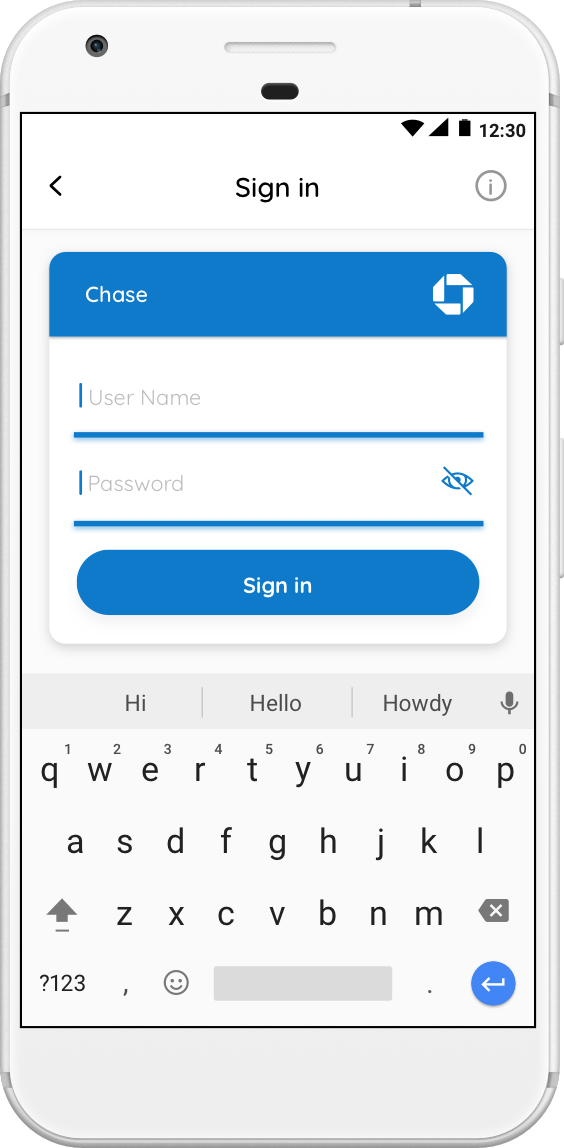 12:30
Sign in
Chase
User Name
Password
Sign in
Hi Hello Howdy
1 2 3 4 5 6 7 8 9 0
q w e r t y u i o p
a s d f g h j k l
z x c v b n m
?123 , .